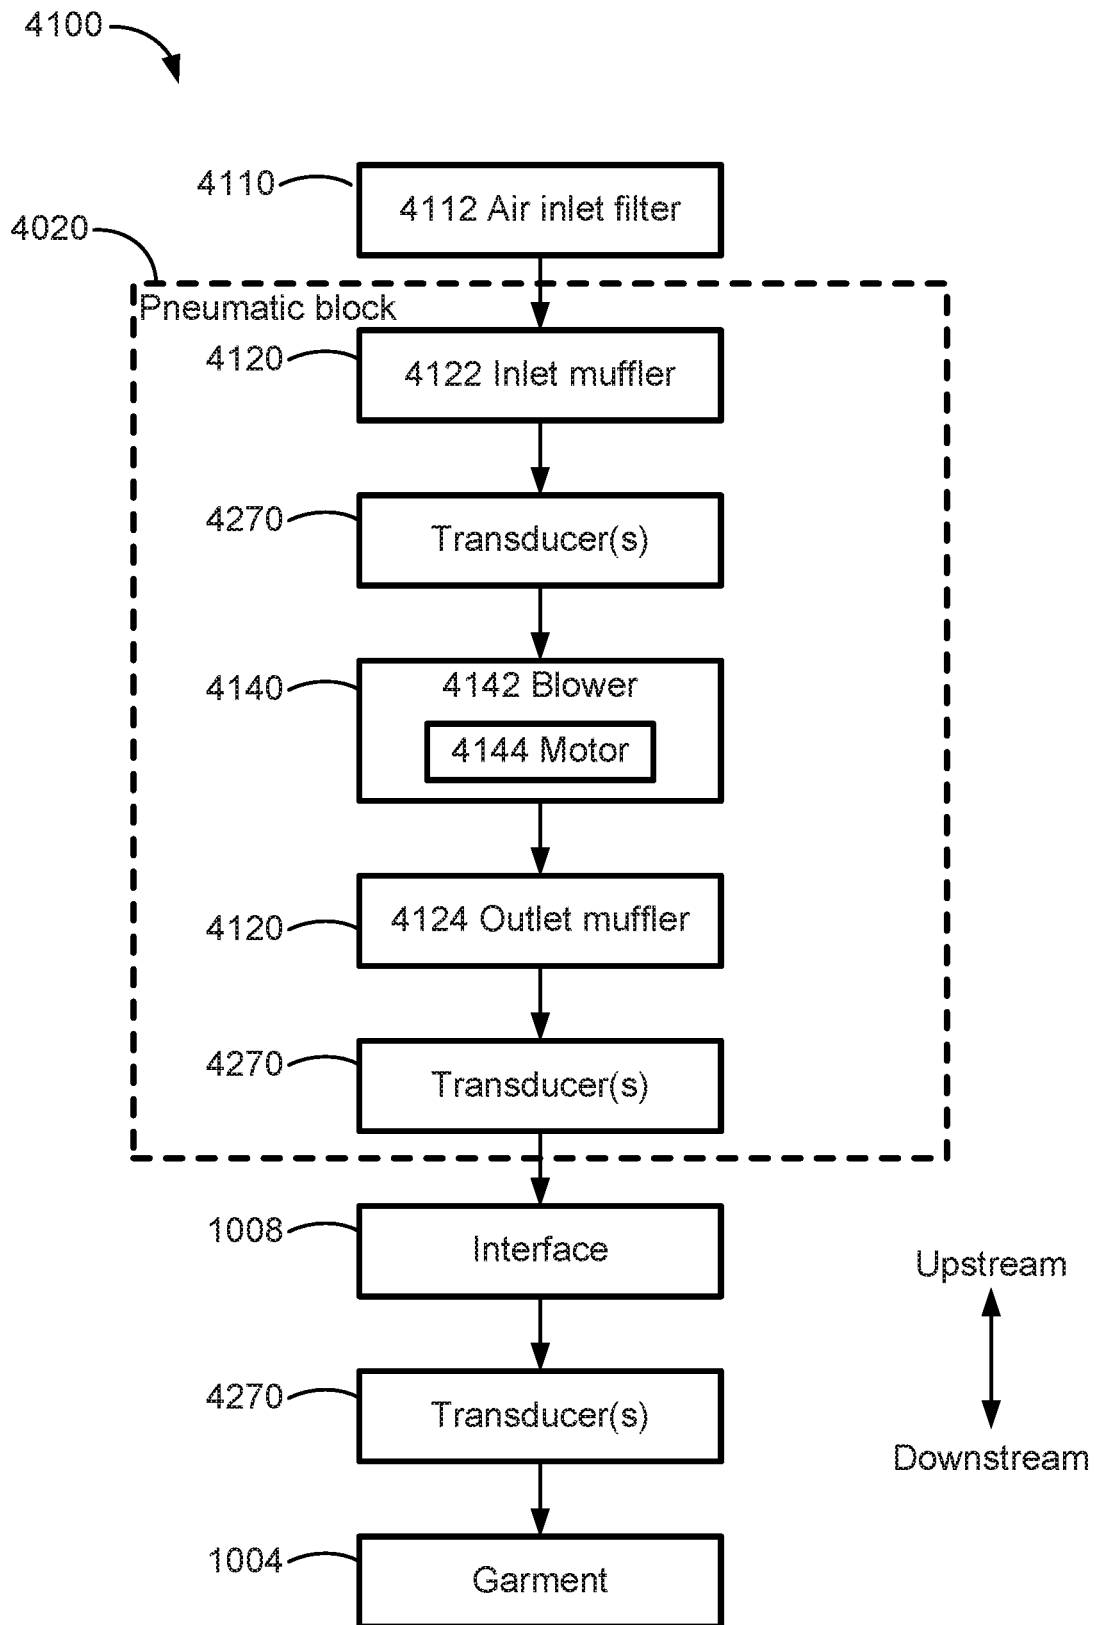 4100
4110
4112 Air inlet filter
4020
Pneumatic block
4120
4122 Inlet muffler
4270
Transducer(s)
4140
4142 Blower
4144 Motor
4120
4124 Outlet muffler
4270
Transducer(s)
1008
Interface
Upstream
4270
Transducer(s)
Downstream
1004
Garment